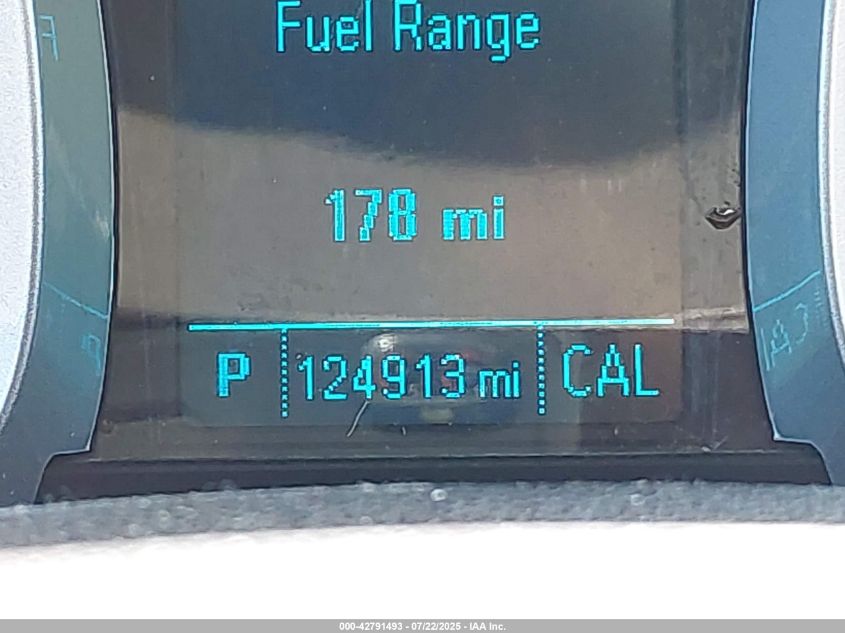 Fuel Range
178 mi
P 124913 mi CAL
000-42791493 - 07/22/2025 - IAA Inc.